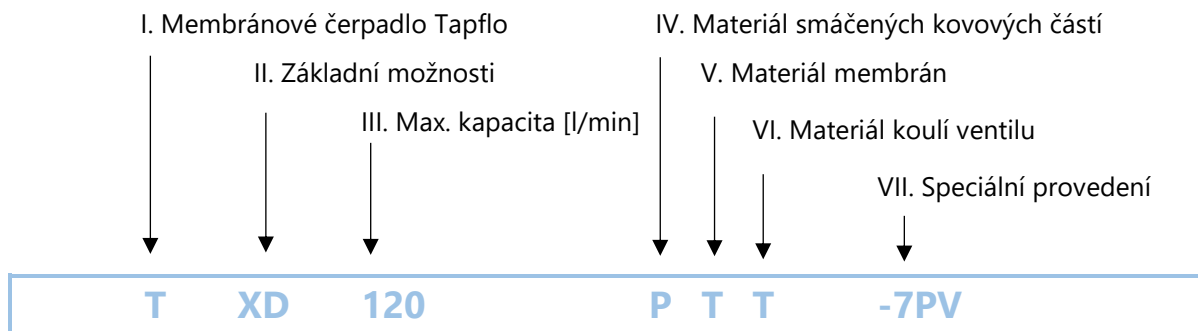 I. Membránové čerpadlo Tapflo
IV. Materiál smáčených kovových částí
II. Základní možnosti
V. Materiál membrán
III. Max. kapacita [l/min]
VI. Materiál koulí ventilu
VII. Speciální provedení
T XD 120 P T T -7PV